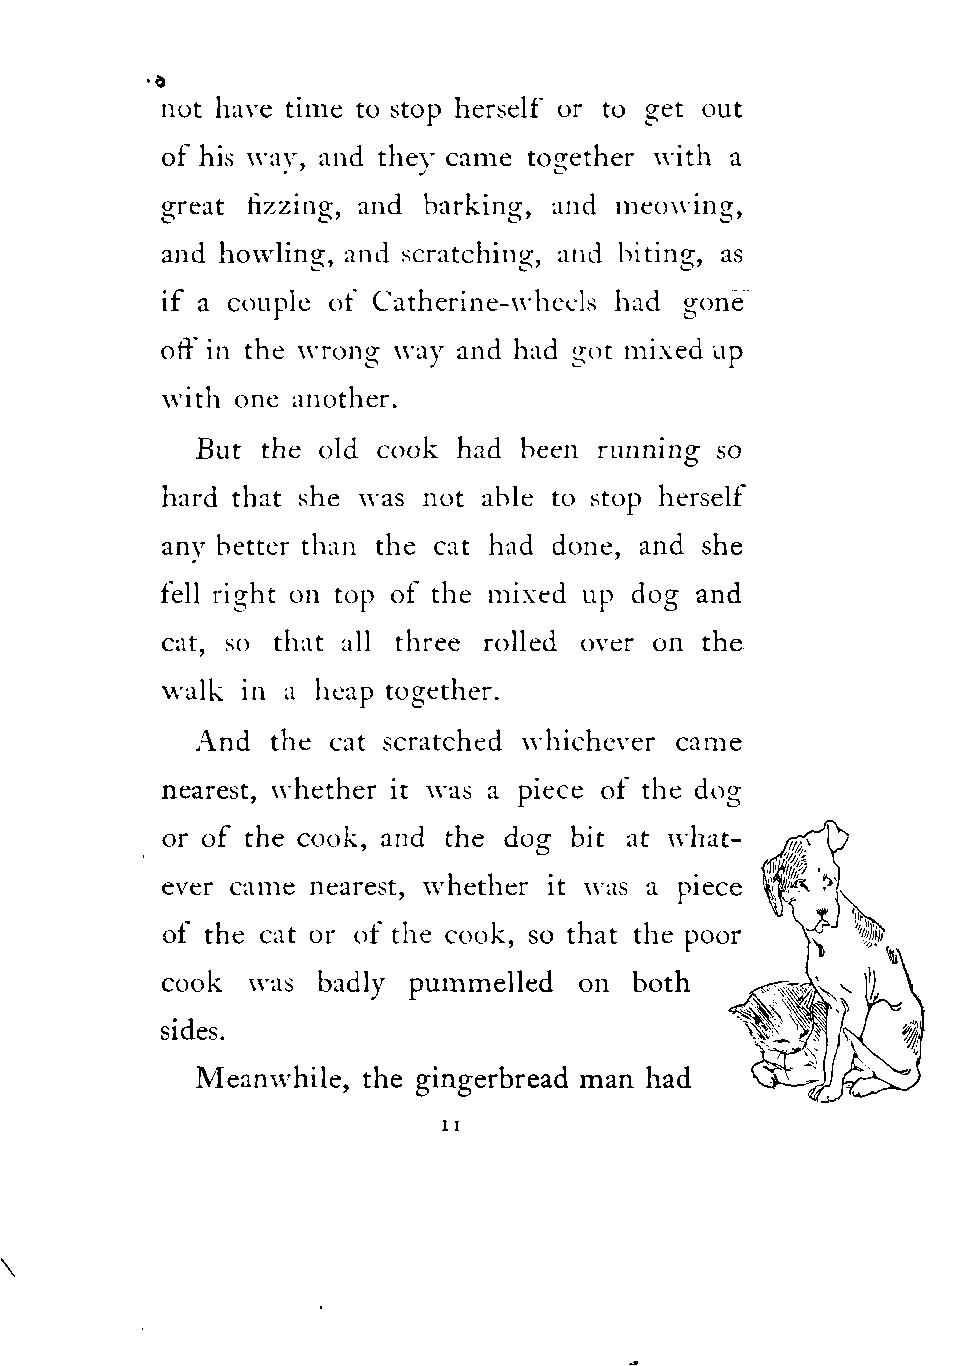 not have time to stop herself or to get out
of his way, and they came together with a
great fizzing, and barking, and meowing,
and howling, and scratching, and biting, as
if a couple of Catherine-wheels had gone
off in the wrong way and had got mixed up
with one another.
But the old cook had been running so
hard that she was not able to stop herself
any better than the cat had done, and she
fell right on top of the mixed up dog and
cat, so that all three rolled over on the
walk in a heap together.
And the cat scratched whichever came
nearest, whether it was a piece of the dog
or of the cook, and the dog bit at what-
ever came nearest, whether it was a piece
of the cat or of the cook, so that the poor
cook was badly pummelled on both
sides.
Meanwhile, the gingerbread man had
11